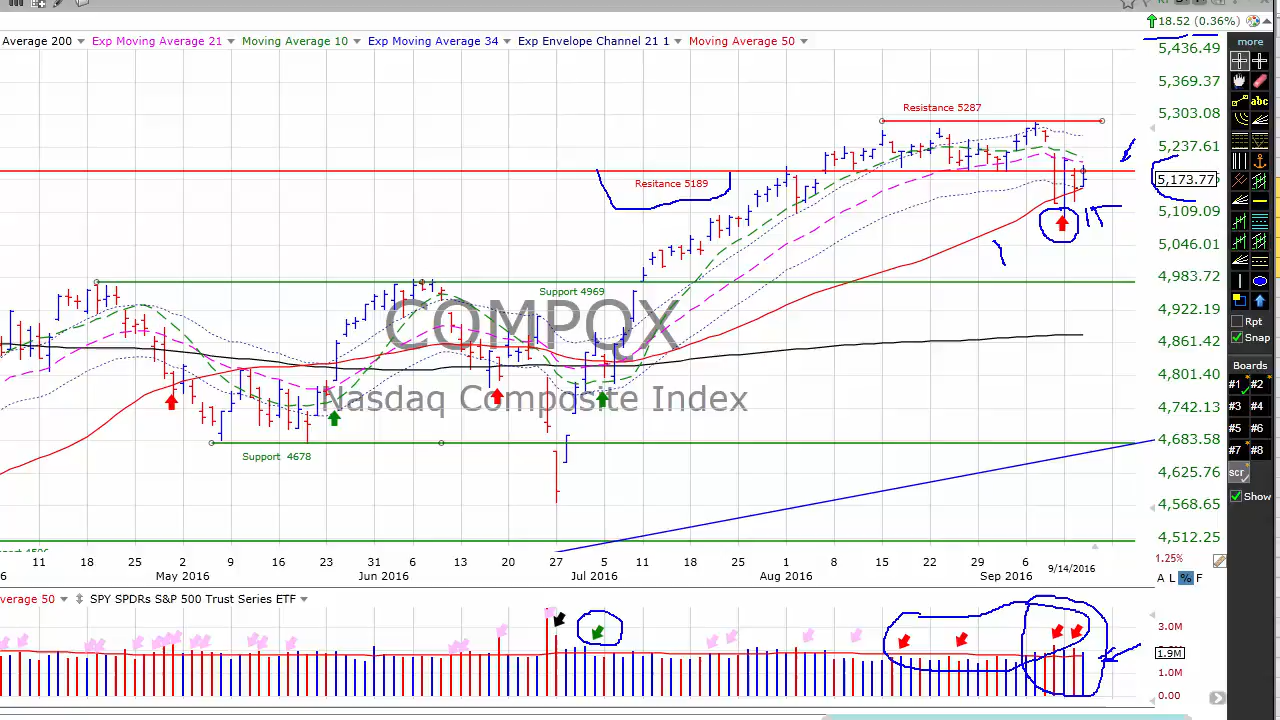 18.52 (0.36%)
Average 200 Exp Moving Average 21 Moving Average 10 Exp Moving Average 34 Exp Envelope Channel 21 1 Moving Average 50
more
5,436.49
5,369.37
5,303.08
5,237.61
5,173.77
5,109.09
5,046.01
4,983.72
4,922.19
4,861.42
4,801.40
4,742.13
4,683.58
4,625.76
4,568.65
4,512.25
Resistance 5287
Resitance 5189
Support 4969
COMPQX
Nasdaq Composite Index
Support 4678
abc
Rpt
Snap
Boards
#1 #2
#3 #4
#5 #6
#7 #8
scr
Show
11 18 25 9 16 23 31 6 13 20 27 5 11 18 25 1 8 15 22 29 6 9/14/2016
6 May 2016 Jun 2016 Jul 2016 Aug 2016 Sep 2016
1.25%
A L % F
verage 50 SPY SPDRs S&P 500 Trust Series ETF
3.0M
1.9M
1.0M
0.00